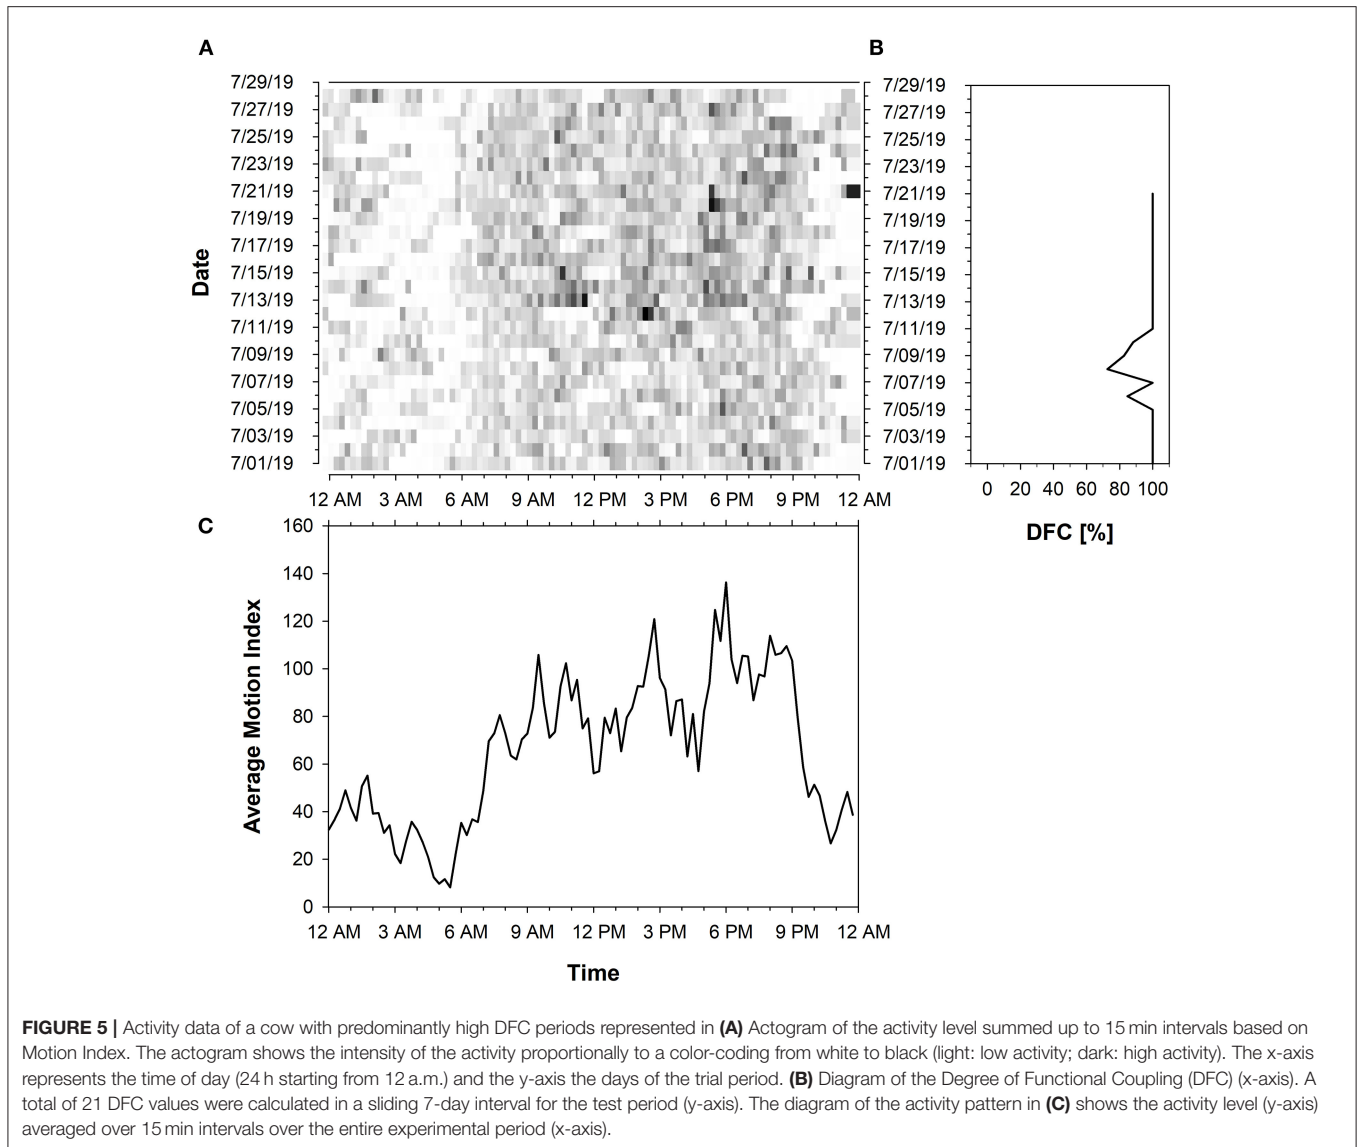 A
B
7/29/19
7/27/19
7/25/19
7/23/19
7/21/19
7/19/19
7/17/19
7/15/19
7/13/19
7/11/19
7/09/19
7/07/19
7/05/19
7/03/19
7/01/19
Date
12 AM 3 AM 6 AM 9 AM 12 PM 3 PM 6 PM 9 PM 12 AM
7/29/19
7/27/19
7/25/19
7/23/19
7/21/19
7/19/19
7/17/19
7/15/19
7/13/19
7/11/19
7/09/19
7/07/19
7/05/19
7/03/19
7/01/19
0 20 40 60 80 100
DFC [%]
C
160
140
120
100
80
60
40
20
0
Average Motion Index
12 AM 3 AM 6 AM 9 AM 12 PM 3 PM 6 PM 9 PM 12 AM
Time
FIGURE 5 | Activity data of a cow with predominantly high DFC periods represented in (A) Actogram of the activity level summed up to 15 min intervals based on
Motion Index. The actogram shows the intensity of the activity proportionally to a color-coding from white to black (light: low activity; dark: high activity). The x-axis
represents the time of day (24 h starting from 12 a.m.) and the y-axis the days of the trial period. (B) Diagram of the Degree of Functional Coupling (DFC) (x-axis). A
total of 21 DFC values were calculated in a sliding 7-day interval for the test period (y-axis). The diagram of the activity pattern in (C) shows the activity level (y-axis)
averaged over 15 min intervals over the entire experimental period (x-axis).